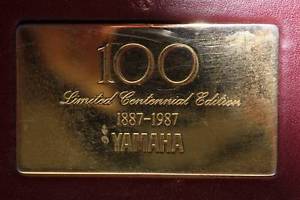 100
Limited Centennial Edition
1887-1987
YAMAHA